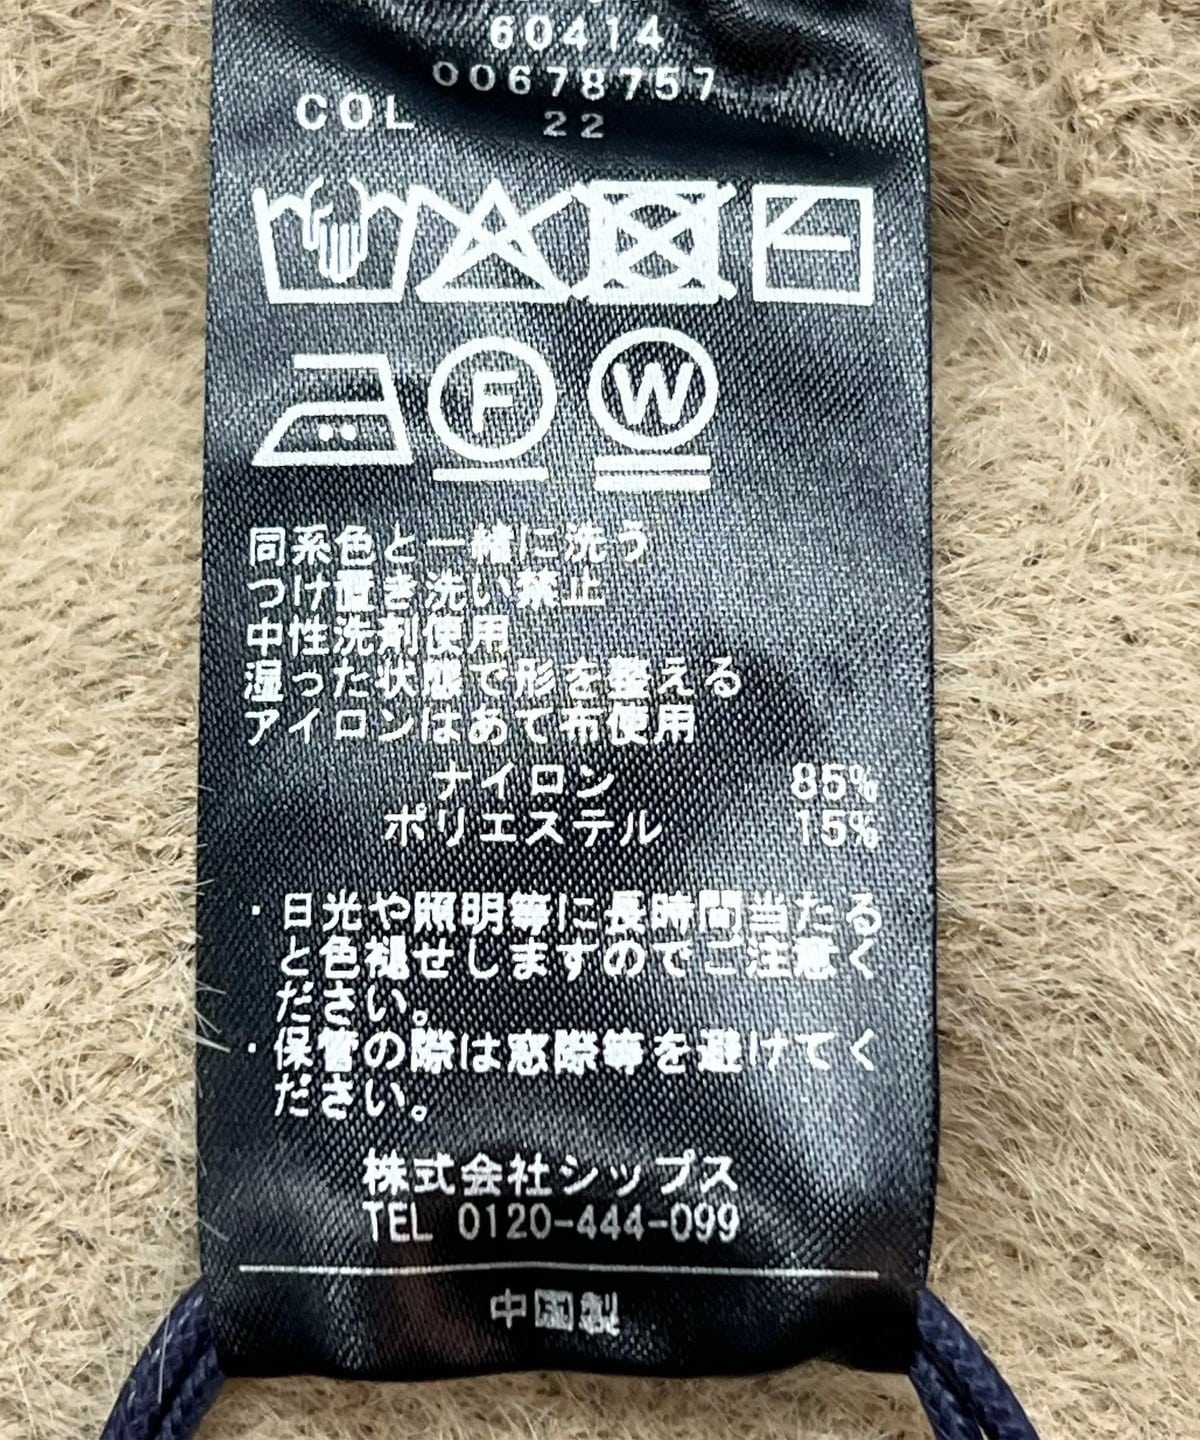 60414
00678757
COL 22
F W
同系色と一緒に洗う
つけ置き洗い禁止
中性洗剤使用
湿った状態で形を整える
アイロンはあて布使用
ナイロン 85%
ポリエステル 15%
・日光や照明等に長時間当たる
と色褪せしますのでご注意く
ださい。
・保管の際は窓際等を避けてく
ださい。
株式会社シップス
TEL 0120-444-099
中国製